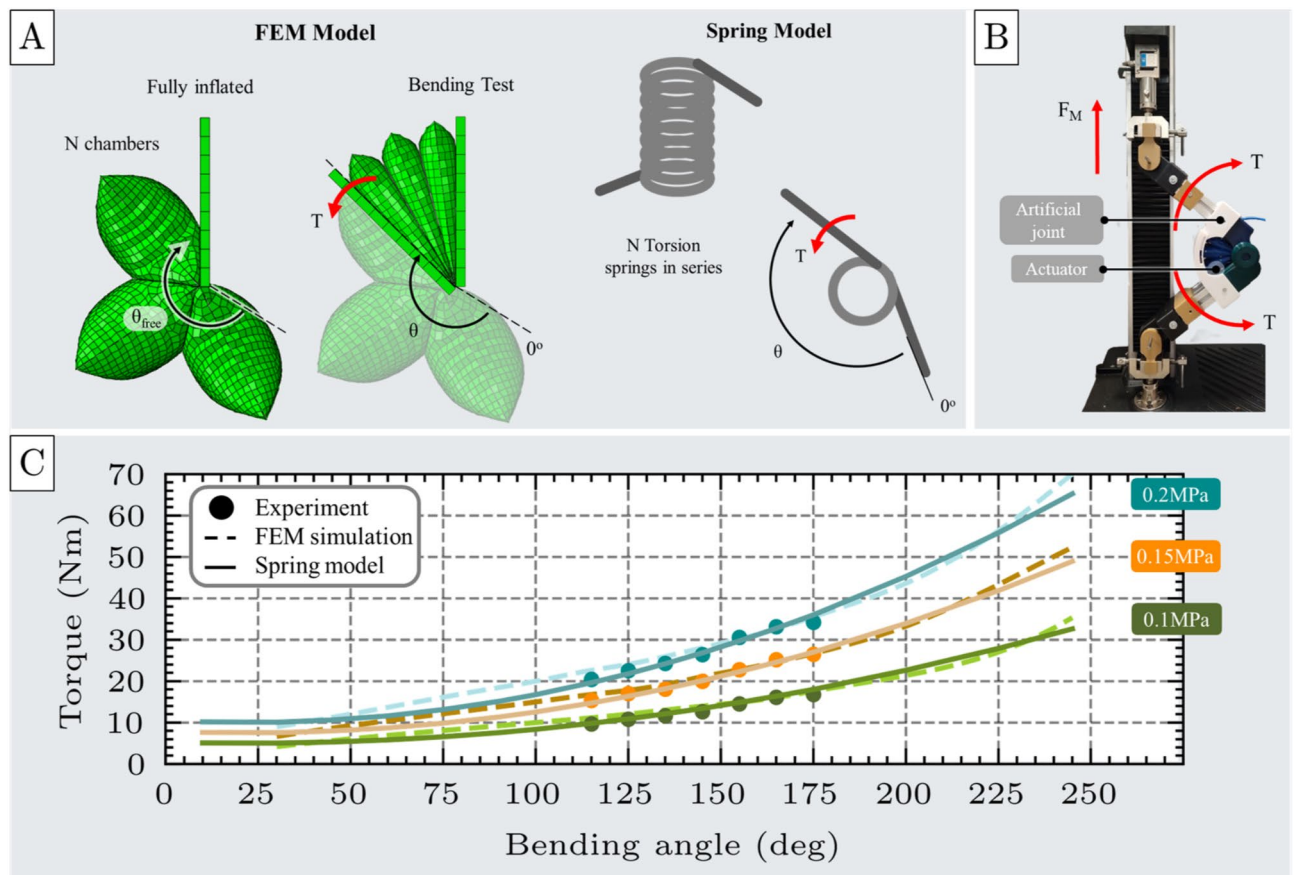 A
FEM Model
Fully inflated
N chambers
θfree
Bending Test
T
θ
0º
Spring Model
N Torsion
springs in series
T
θ
0º
B
FM
T
Artificial
joint
Actuator
T
C
Torque (Nm)
70
60
50
40
30
20
10
0
Experiment
FEM simulation
Spring model
0.2MPa
0.15MPa
0.1MPa
0 25 50 75 100 125 150 175 200 225 250
Bending angle (deg)